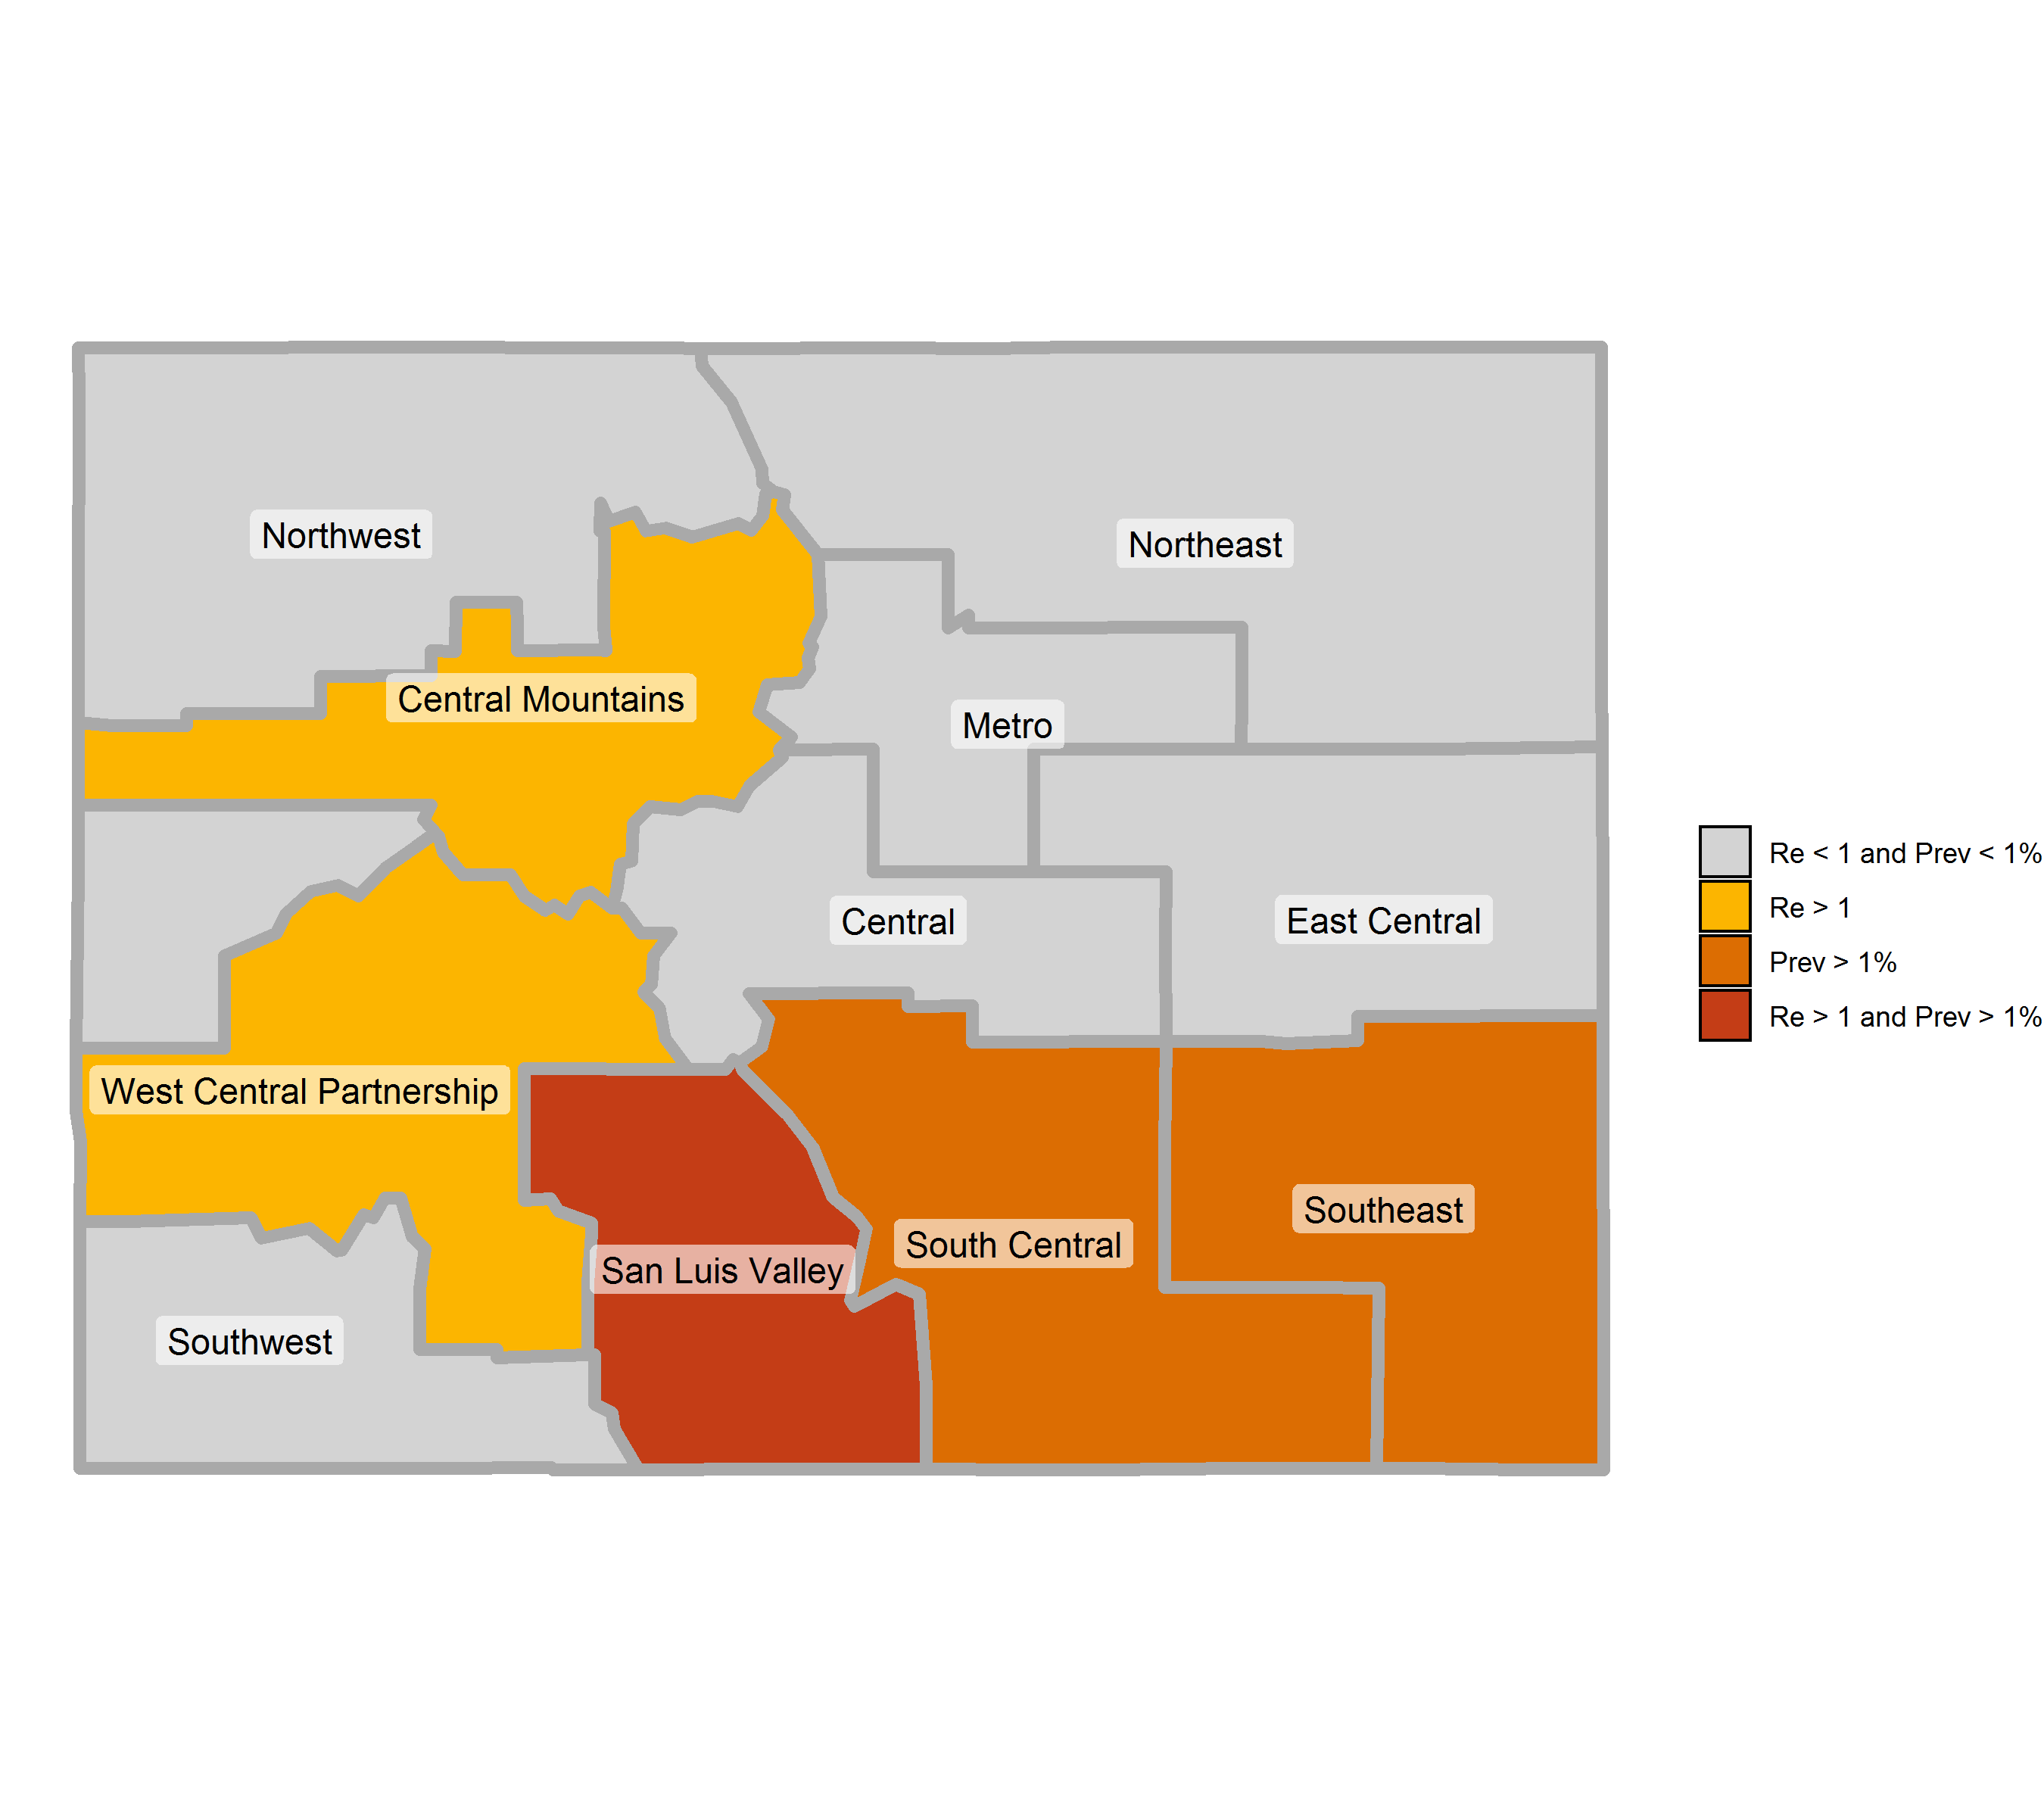 Northwest
Northeast
Central Mountains
Metro
Central
East Central
West Central Partnership
Southeast
South Central
San Luis Valley
Southwest
Re < 1 and Prev < 1%
Re > 1
Prev > 1%
Re > 1 and Prev > 1%